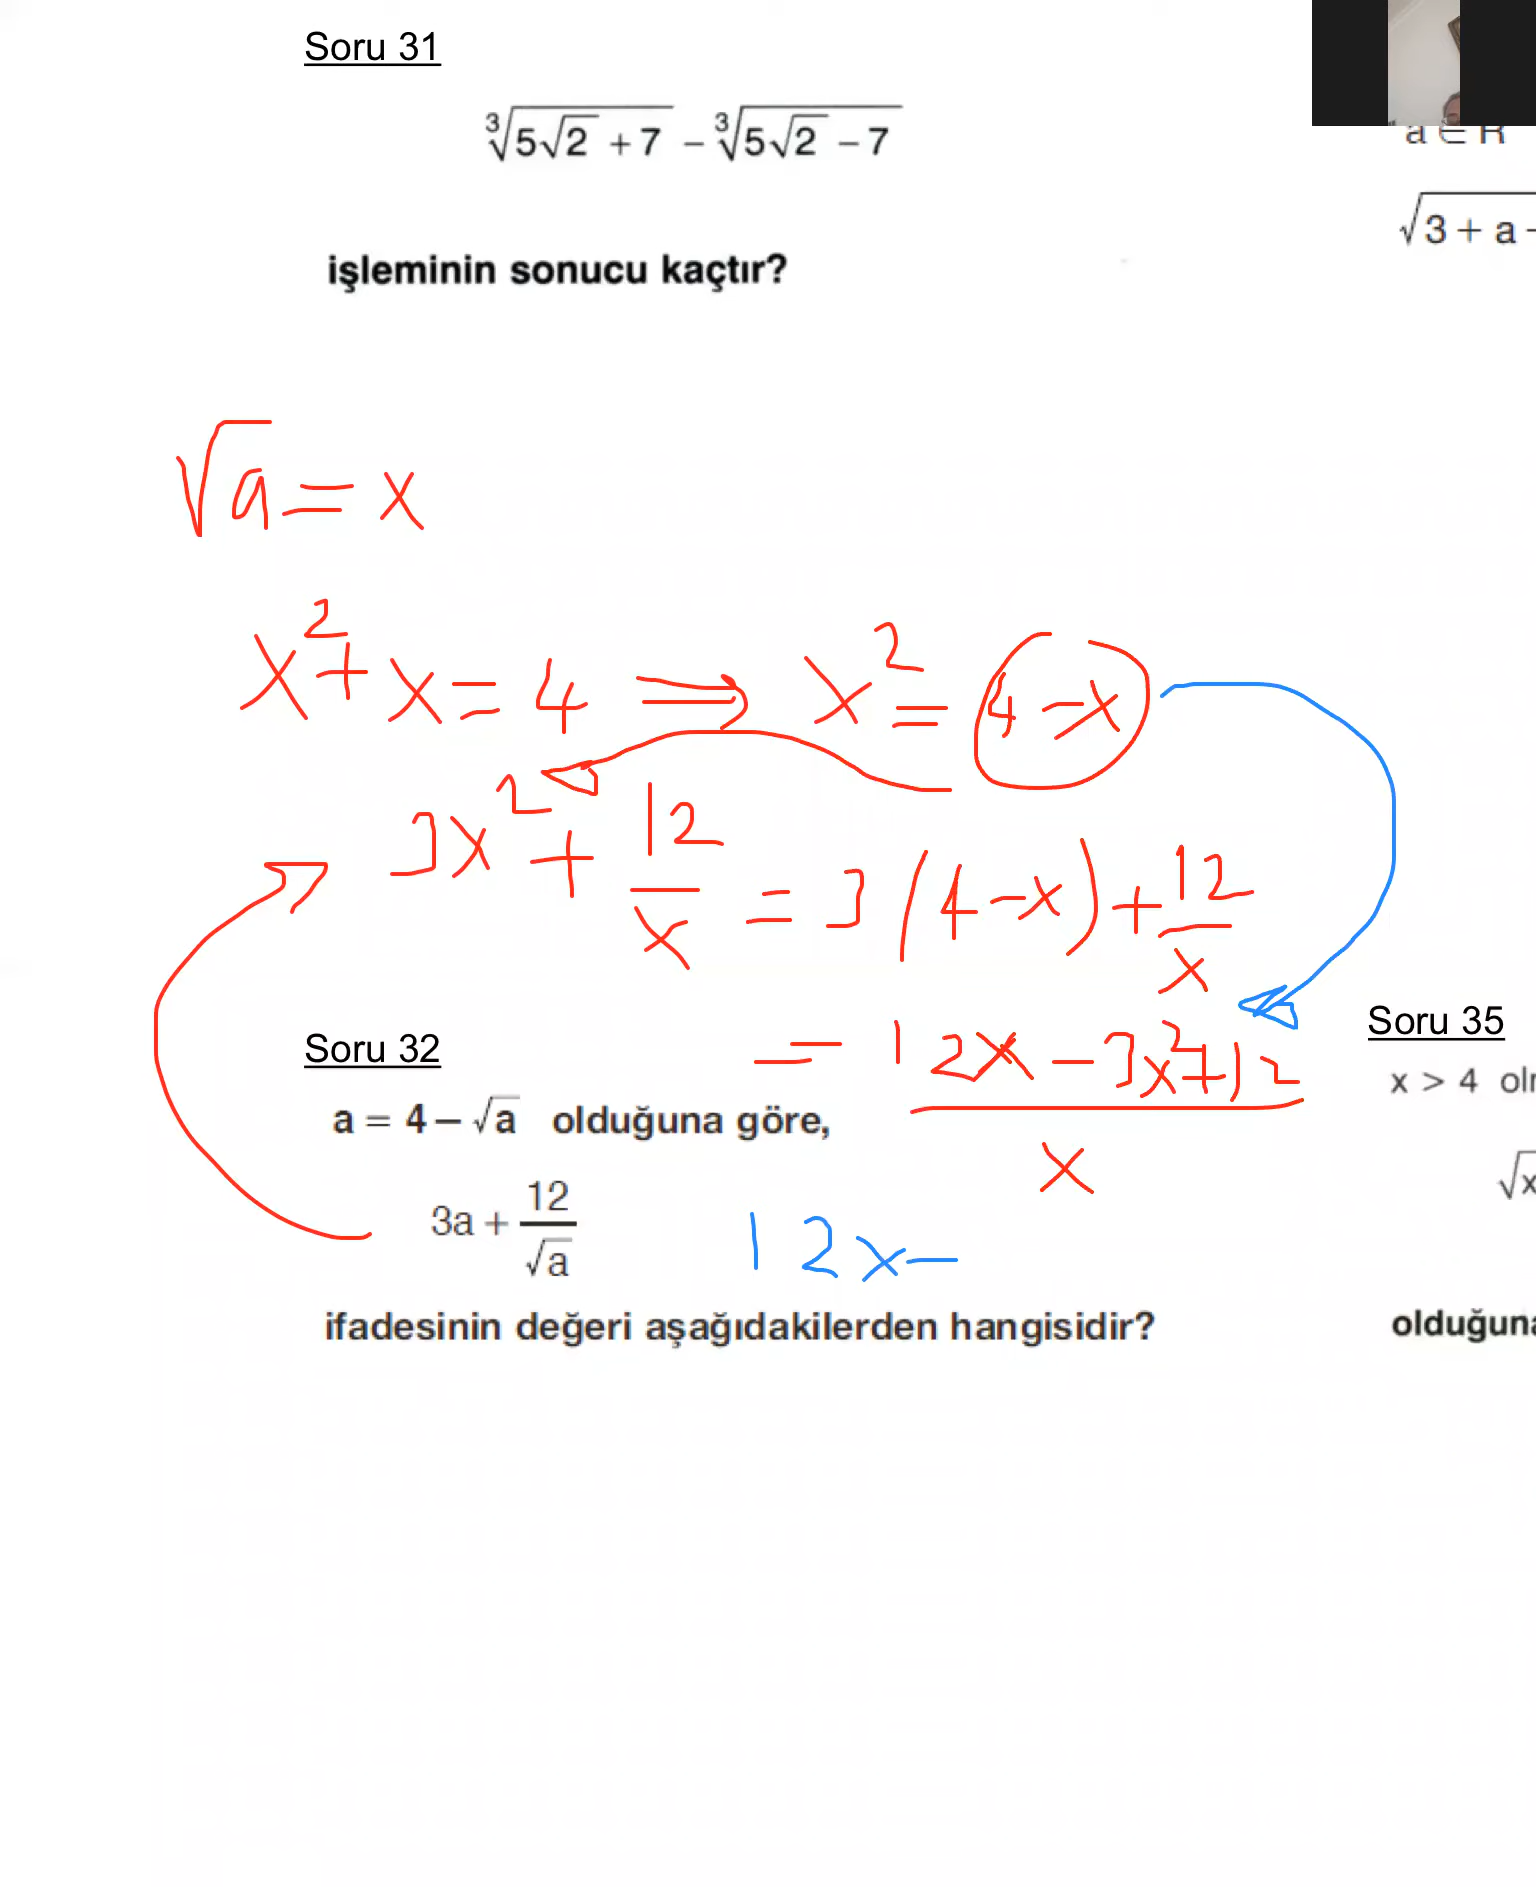 Soru 31
∛(5√2 + 7) − ∛(5√2 − 7)
a ∈ R
√3 + a -
işleminin sonucu kaçtır?
√a = x
x² + x = 4 ⇒ x² = 4 - x
3x² + 12/x = 3(4 - x) + 12/x
= 12x - 3x² + 12 / x
Soru 32
a = 4 − √a olduğuna göre,
3a + 12/√a
12x -
ifadesinin değeri aşağıdakilerden hangisidir?
Soru 35
x > 4
√x